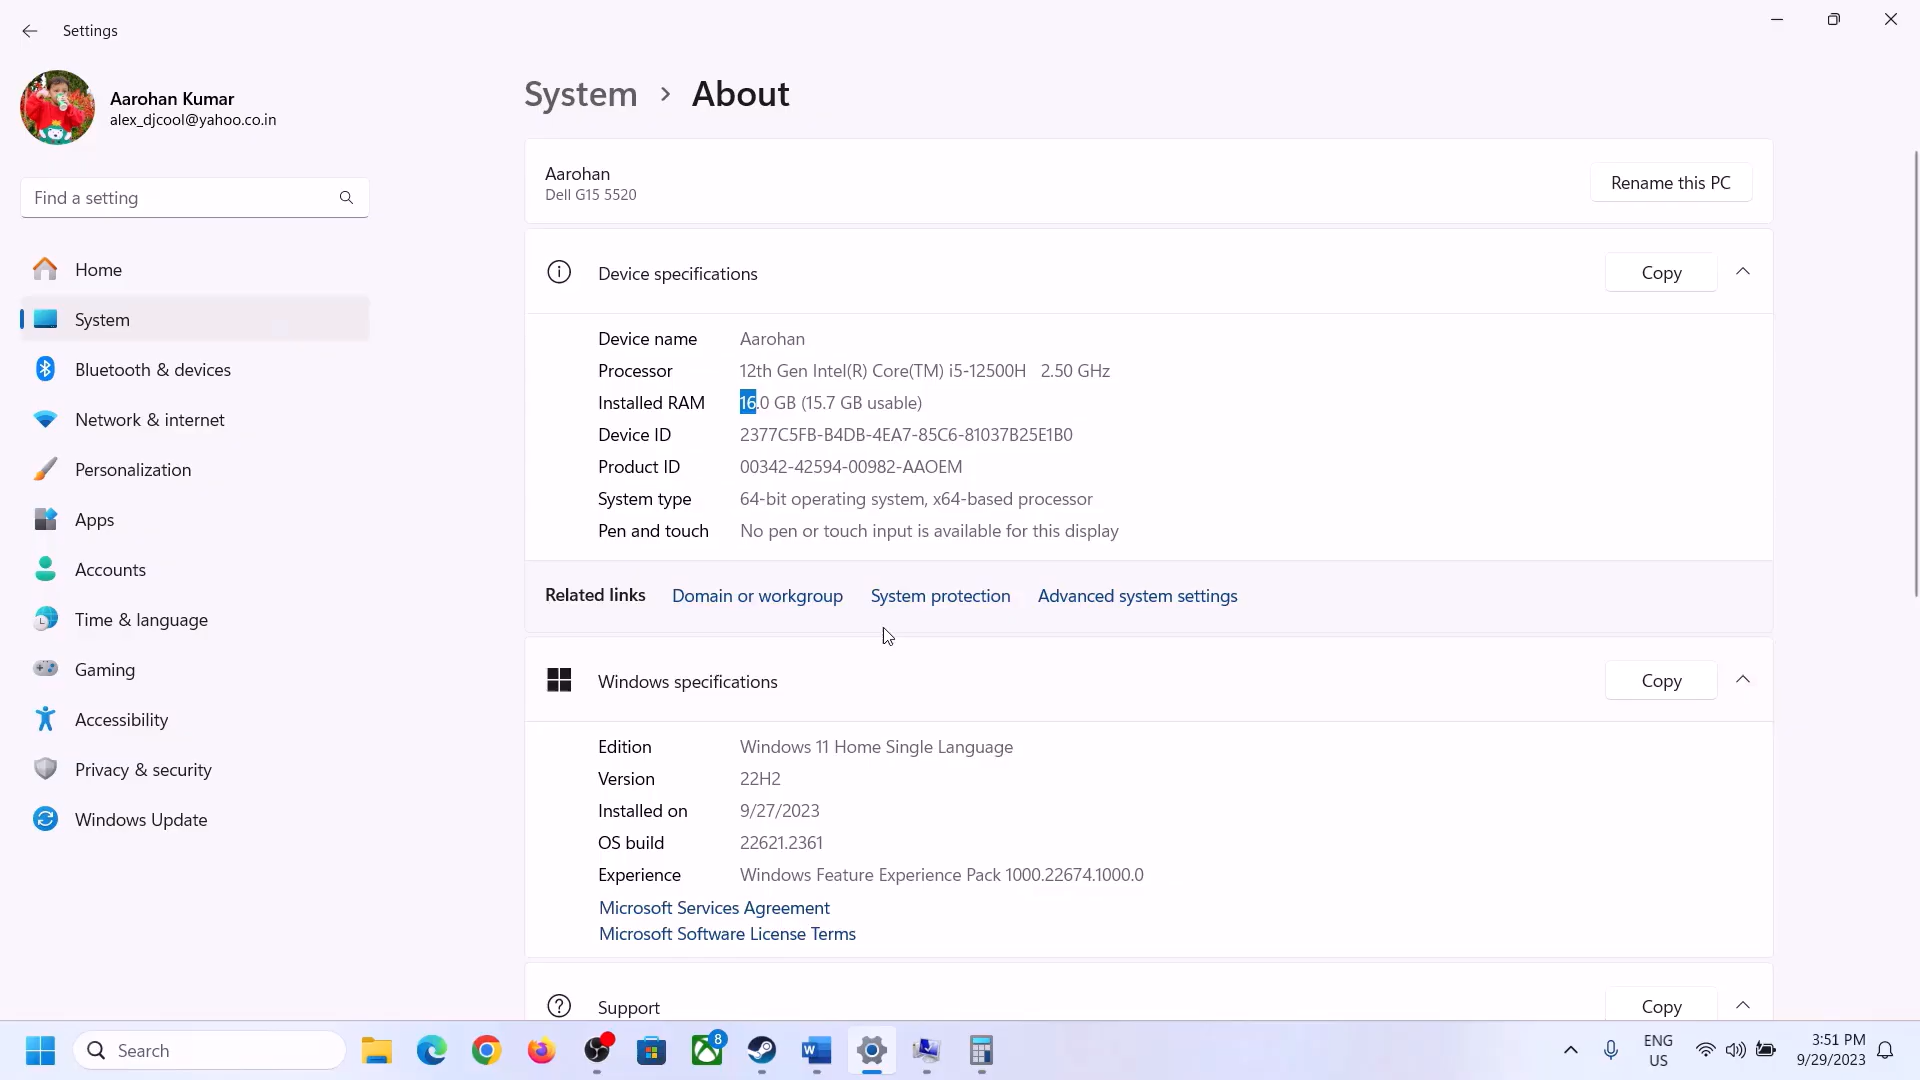 Settings
Aarohan Kumar
alex_djcool@yahoo.co.in
Find a setting
Home
System
Bluetooth & devices
Network & internet
Personalization
Apps
Accounts
Time & language
Gaming
Accessibility
Privacy & security
Windows Update
System > About
Aarohan
Dell G15 5520
Rename this PC
Device specifications
Copy
Device name Aarohan
Processor 12th Gen Intel(R) Core(TM) i5-12500H 2.50 GHz
Installed RAM 16.0 GB (15.7 GB usable)
Device ID 2377C5FB-B4DB-4EA7-85C6-81037B25E1B0
Product ID 00342-42594-00982-AAOEM
System type 64-bit operating system, x64-based processor
Pen and touch No pen or touch input is available for this display
Related links Domain or workgroup System protection Advanced system settings
Windows specifications
Copy
Edition Windows 11 Home Single Language
Version 22H2
Installed on 9/27/2023
OS build 22621.2361
Experience Windows Feature Experience Pack 1000.22674.1000.0
Microsoft Services Agreement
Microsoft Software License Terms
Support
Copy
Search
8
W
ENG
US
3:51 PM
9/29/2023